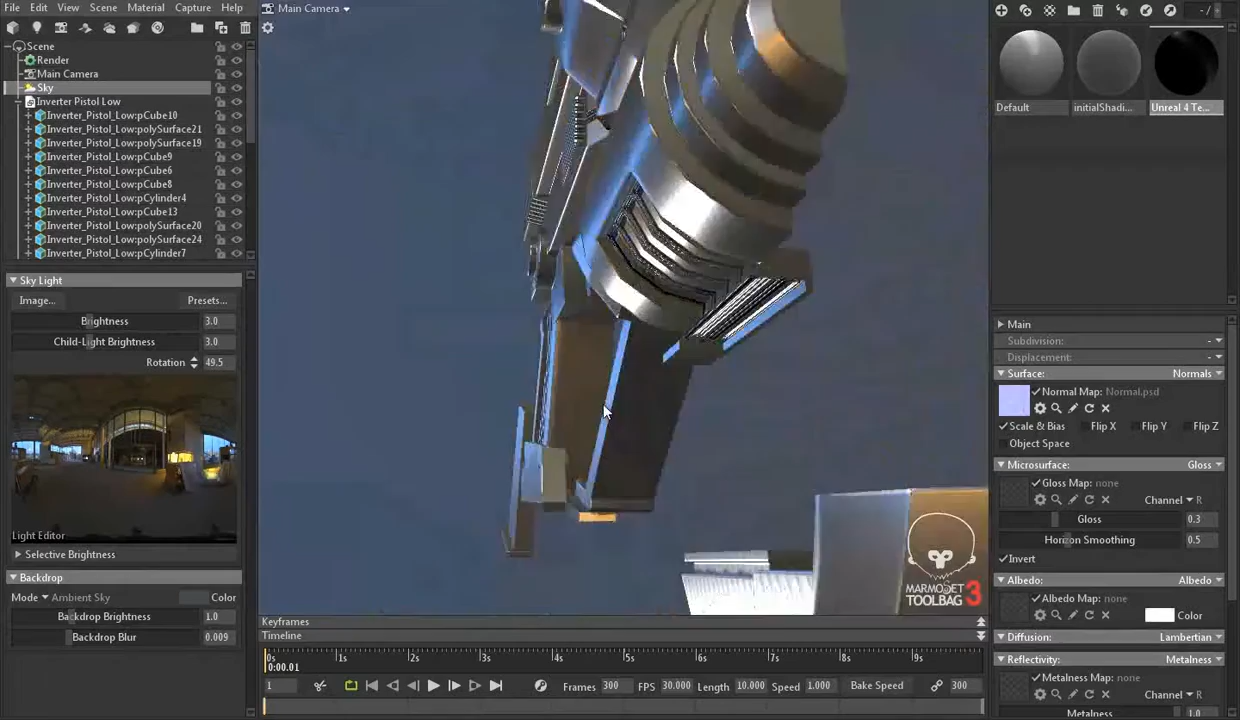 File Edit View Scene Material Capture Help
Scene
Render
Main Camera
Sky
Inverter Pistol Low
Inverter_Pistol_Low:pCube10
Inverter_Pistol_Low:polySurface21
Inverter_Pistol_Low:polySurface19
Inverter_Pistol_Low:pCube9
Inverter_Pistol_Low:pCube6
Inverter_Pistol_Low:pCube8
Inverter_Pistol_Low:pCylinder4
Inverter_Pistol_Low:pCube13
Inverter_Pistol_Low:polySurface20
Inverter_Pistol_Low:polySurface24
Inverter_Pistol_Low:pCylinder7
Sky Light
Image... Presets...
Brightness 3.0
Child-Light Brightness 3.0
Rotation 49.5
Light Editor
Selective Brightness
Backdrop
Mode Ambient Sky Color
Backdrop Brightness 1.0
Backdrop Blur 0.009
Main Camera
MARMOSET
TOOLBAG 3
Keyframes
Timeline
0s 1s 2s 3s 4s 5s 6s 7s 8s 9s
0:00.01
1 Frames 300 FPS 30.000 Length 10.000 Speed 1.000 Bake Speed 300
-/
Default initialShadi... Unreal 4 Te...
Main
Subdivision: -
Displacement: -
Surface: Normals
Normal Map: Normal.psd
Scale & Bias Flip X Flip Y Flip Z
Object Space
Microsurface: Gloss
Gloss Map: none
Channel R
Gloss 0.3
Horizon Smoothing 0.5
Invert
Albedo: Albedo
Albedo Map: none
Color
Diffusion: Lambertian
Reflectivity: Metalness
Metalness Map: none
Channel R
Metalness 1.0